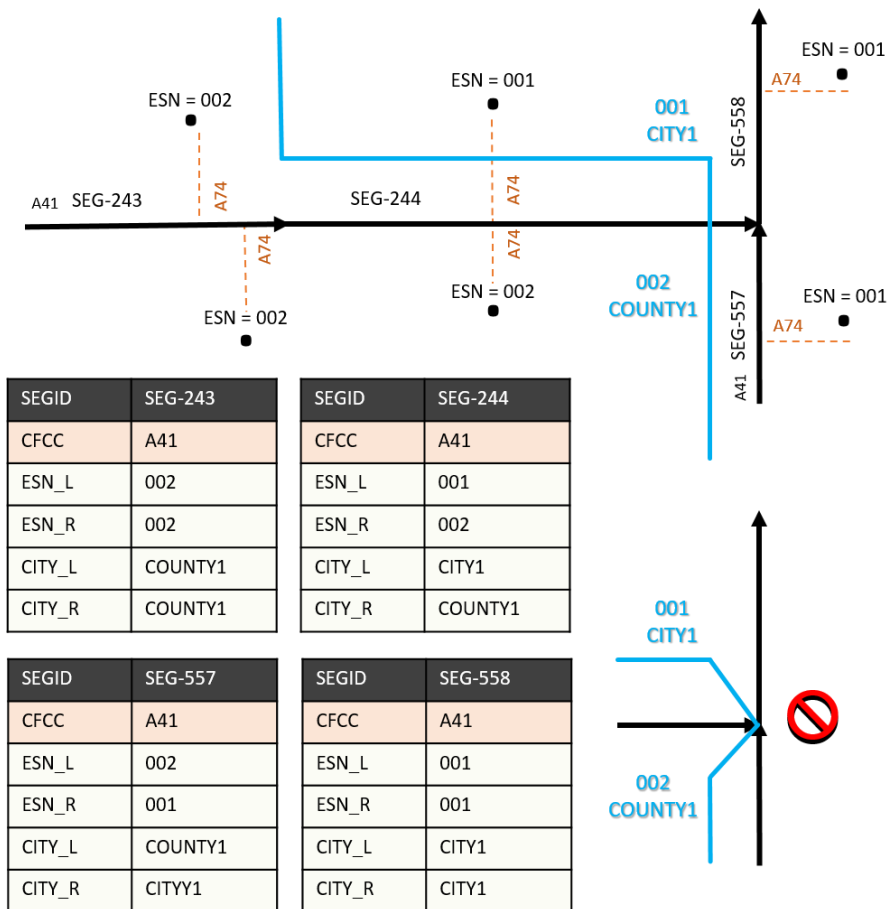 ESN = 002
ESN = 001
ESN = 001
A74
001
CITY1
SEG-558
A41 SEG-243
A74
SEG-244
A74
A74
A74
ESN = 002
ESN = 002
002
COUNTY1
SEG-557
A41
ESN = 001
A74
SEGID SEG-243
CFCC A41
ESN_L 002
ESN_R 002
CITY_L COUNTY1
CITY_R COUNTY1
SEGID SEG-244
CFCC A41
ESN_L 001
ESN_R 002
CITY_L CITY1
CITY_R COUNTY1
SEGID SEG-557
CFCC A41
ESN_L 002
ESN_R 001
CITY_L COUNTY1
CITY_R CITYY1
SEGID SEG-558
CFCC A41
ESN_L 001
ESN_R 001
CITY_L CITY1
CITY_R CITY1
001
CITY1
002
COUNTY1